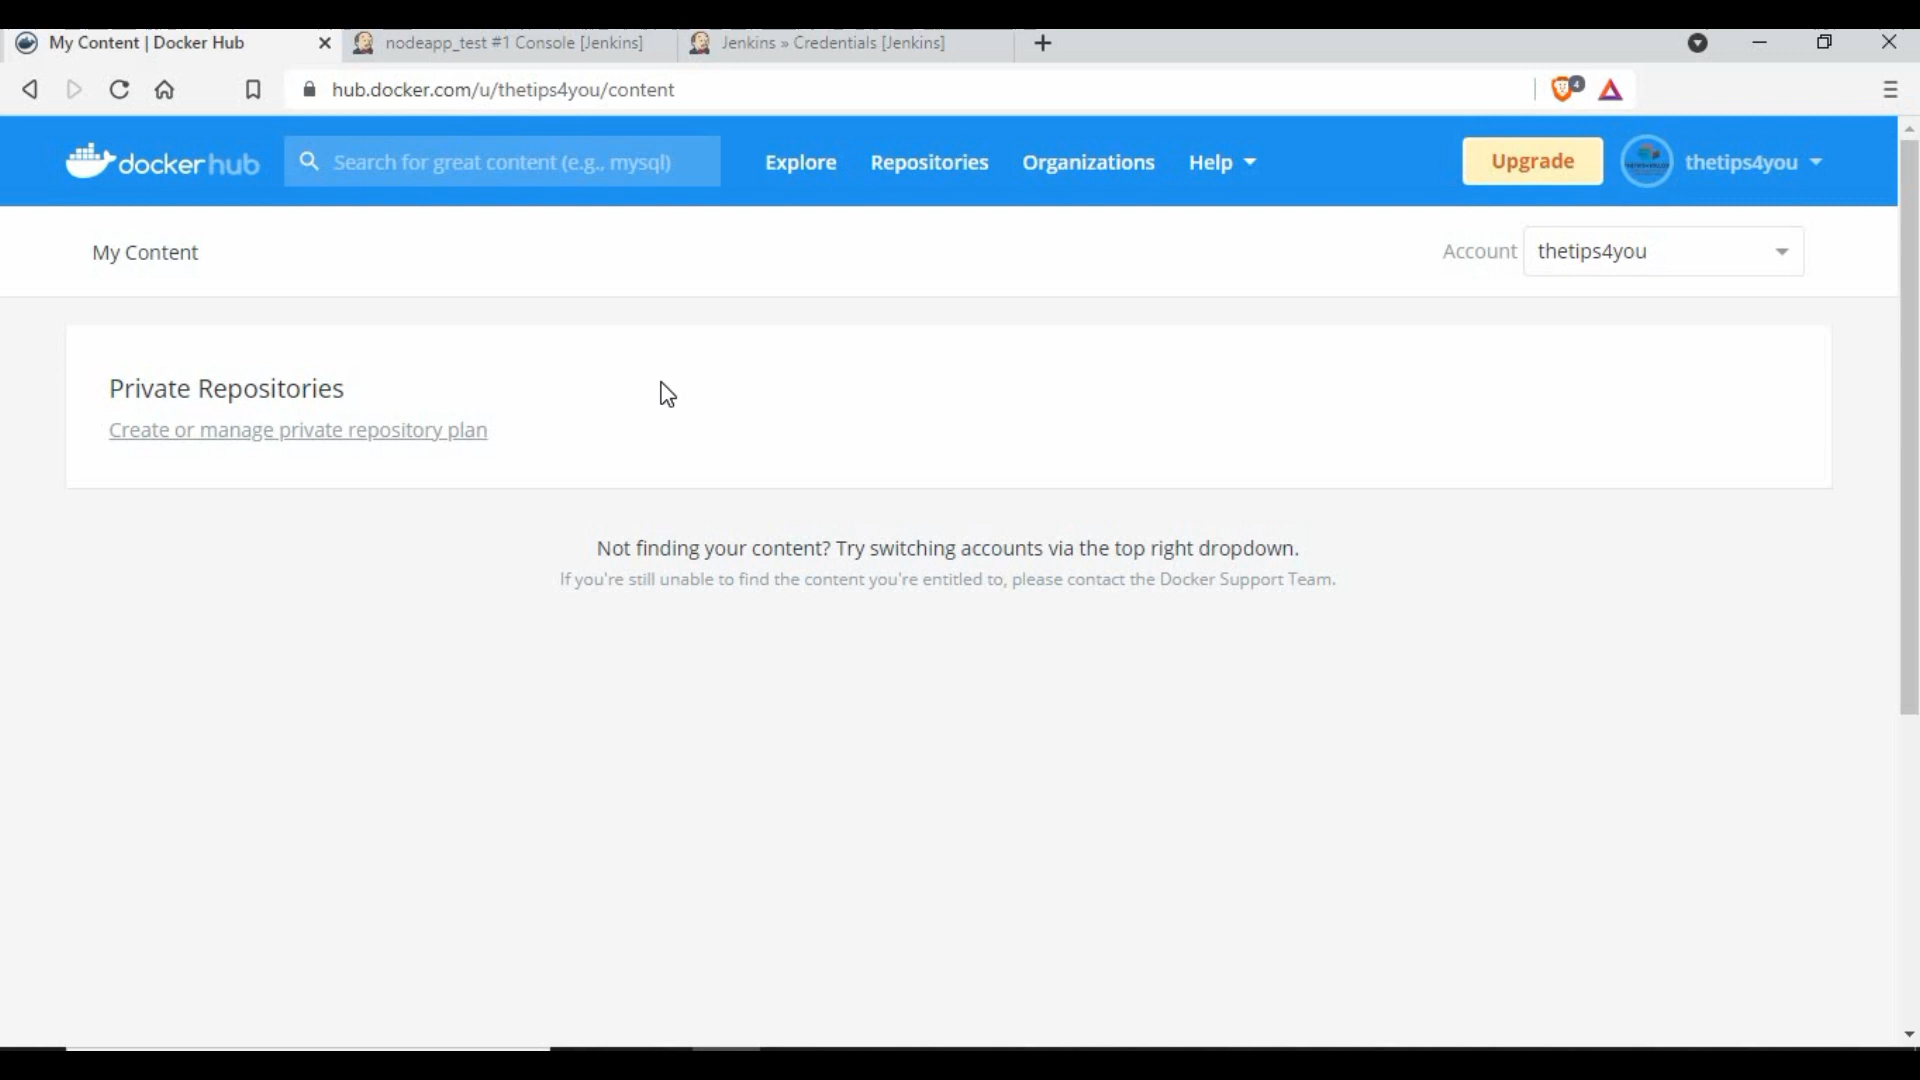 My Content | Docker Hub
nodeapp_test #1 Console [Jenkins]
Jenkins » Credentials [Jenkins]
hub.docker.com/u/thetips4you/content
4
dockerhub
Search for great content (e.g., mysql)
Explore
Repositories
Organizations
Help
Upgrade
thetips4you
My Content
Account
thetips4you
Private Repositories
Create or manage private repository plan
Not finding your content? Try switching accounts via the top right dropdown.
If you're still unable to find the content you're entitled to, please contact the Docker Support Team.